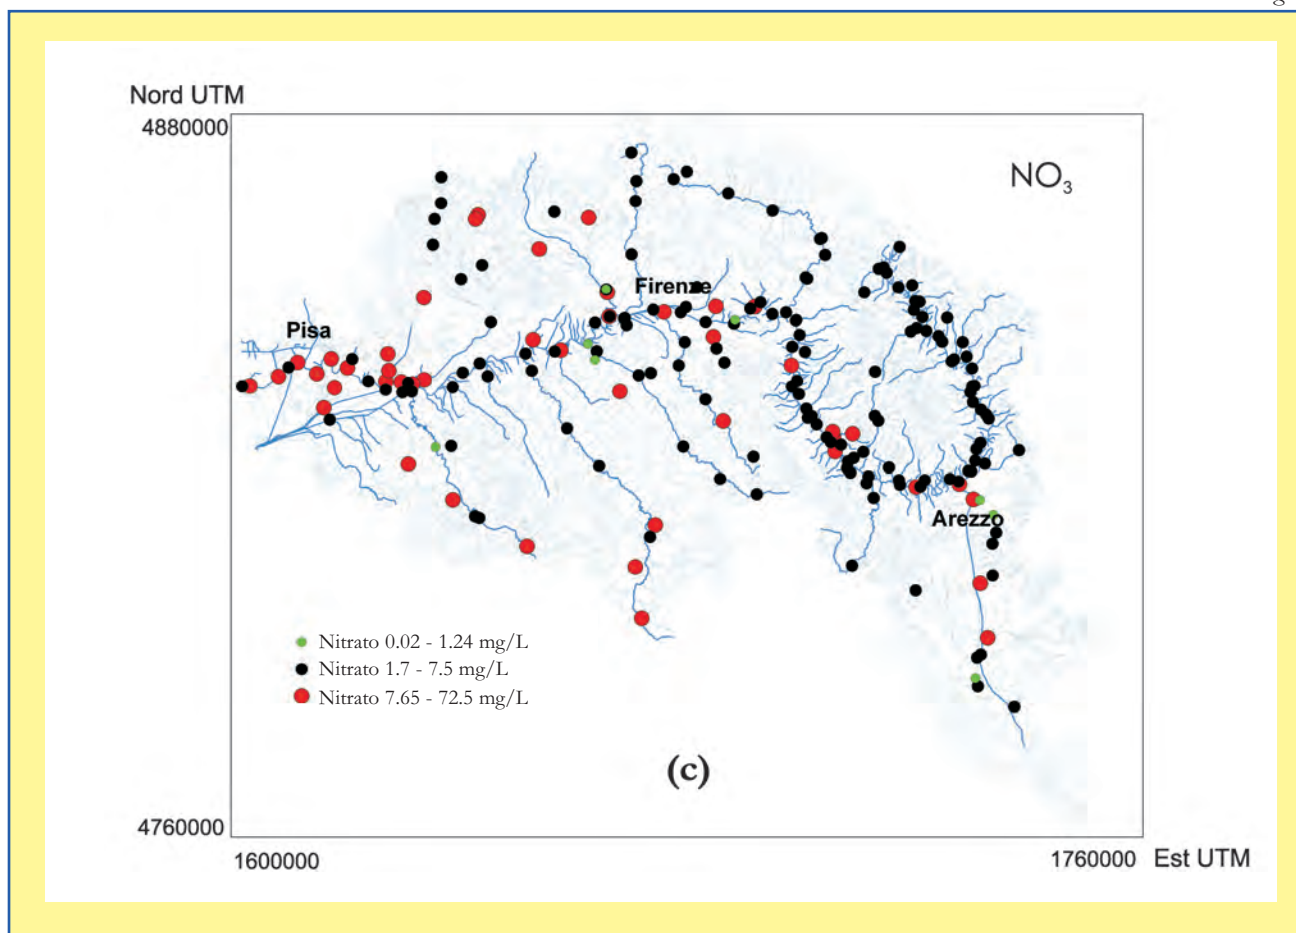 g
Nord UTM
4880000
NO₃
Firenze
Pisa
Arezzo
Nitrato 0.02 - 1.24 mg/L
Nitrato 1.7 - 7.5 mg/L
Nitrato 7.65 - 72.5 mg/L
(c)
4760000
1600000
1760000 Est UTM